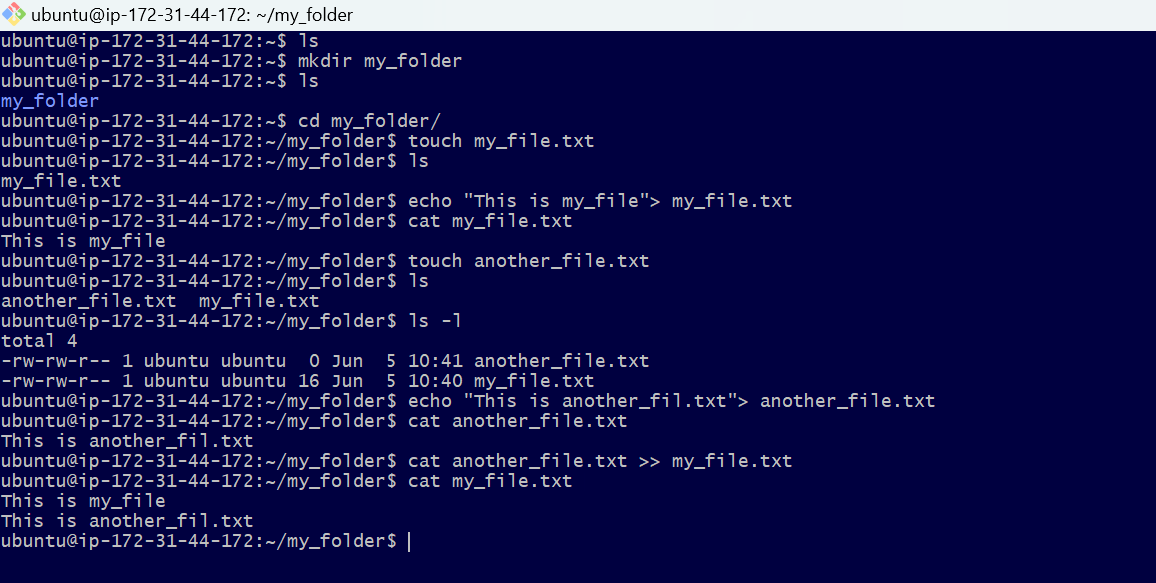 ubuntu@ip-172-31-44-172: ~/my_folder
ubuntu@ip-172-31-44-172:~$ ls
ubuntu@ip-172-31-44-172:~$ mkdir my_folder
ubuntu@ip-172-31-44-172:~$ ls
my_folder
ubuntu@ip-172-31-44-172:~$ cd my_folder/
ubuntu@ip-172-31-44-172:~/my_folder$ touch my_file.txt
ubuntu@ip-172-31-44-172:~/my_folder$ ls
my_file.txt
ubuntu@ip-172-31-44-172:~/my_folder$ echo "This is my_file"> my_file.txt
ubuntu@ip-172-31-44-172:~/my_folder$ cat my_file.txt
This is my_file
ubuntu@ip-172-31-44-172:~/my_folder$ touch another_file.txt
ubuntu@ip-172-31-44-172:~/my_folder$ ls
another_file.txt  my_file.txt
ubuntu@ip-172-31-44-172:~/my_folder$ ls -l
total 4
-rw-rw-r-- 1 ubuntu ubuntu  0 Jun  5 10:41 another_file.txt
-rw-rw-r-- 1 ubuntu ubuntu 16 Jun  5 10:40 my_file.txt
ubuntu@ip-172-31-44-172:~/my_folder$ echo "This is another_fil.txt"> another_file.txt
ubuntu@ip-172-31-44-172:~/my_folder$ cat another_file.txt
This is another_fil.txt
ubuntu@ip-172-31-44-172:~/my_folder$ cat another_file.txt >> my_file.txt
ubuntu@ip-172-31-44-172:~/my_folder$ cat my_file.txt
This is my_file
This is another_fil.txt
ubuntu@ip-172-31-44-172:~/my_folder$